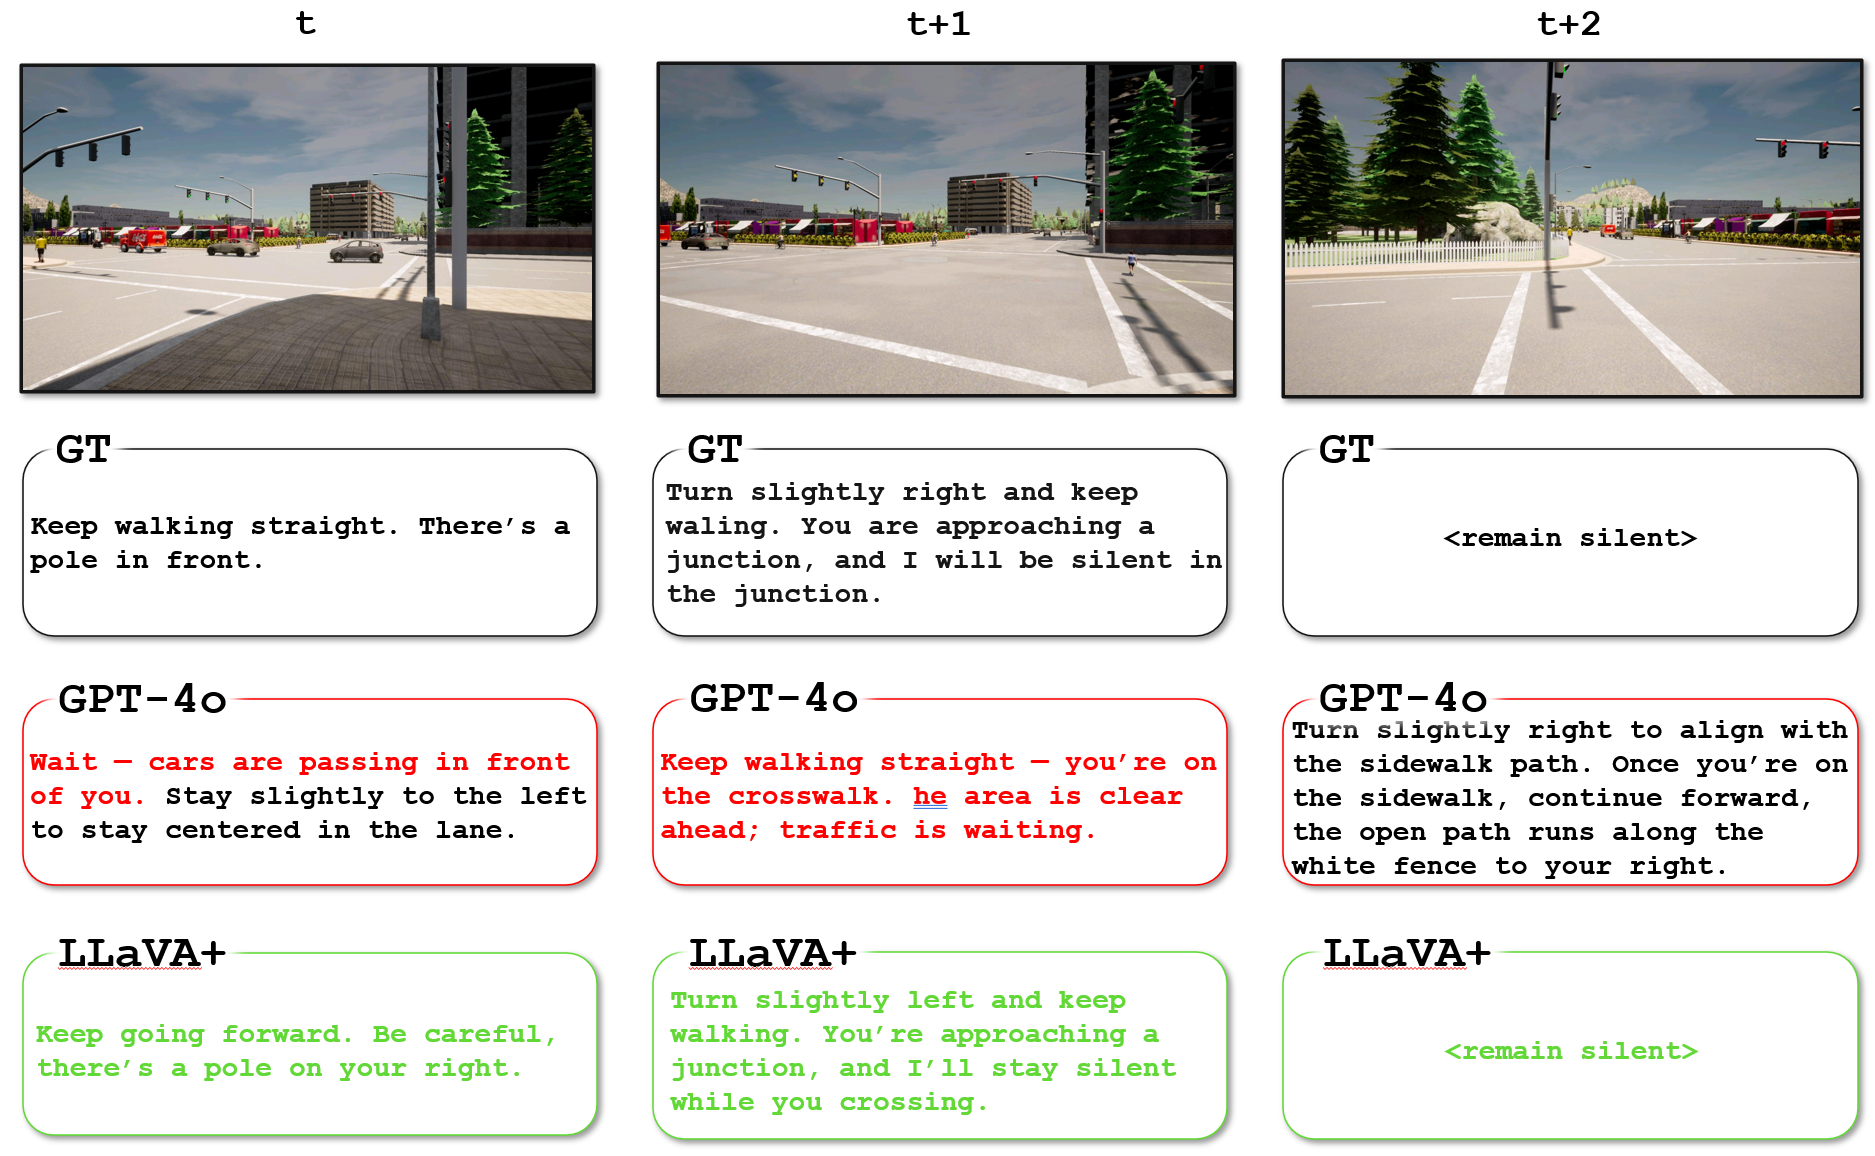 t
t+1
t+2
GT
Keep walking straight. There’s a
pole in front.
GT
Turn slightly right and keep
waling. You are approaching a
junction, and I will be silent in
the junction.
GT
<remain silent>
GPT-4o
Wait — cars are passing in front
of you. Stay slightly to the left
to stay centered in the lane.
GPT-4o
Keep walking straight — you’re on
the crosswalk. he area is clear
ahead; traffic is waiting.
GPT-4o
Turn slightly right to align with
the sidewalk path. Once you’re on
the sidewalk, continue forward,
the open path runs along the
white fence to your right.
LLaVA+
Keep going forward. Be careful,
there’s a pole on your right.
LLaVA+
Turn slightly left and keep
walking. You’re approaching a
junction, and I’ll stay silent
while you crossing.
LLaVA+
<remain silent>